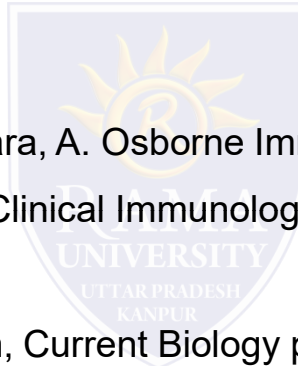 ara, A. Osborne Im
Clinical Immunolog
RAMA
UNIVERSITY
UTTAR PRADESH
KANPUR
n, Current Biology p